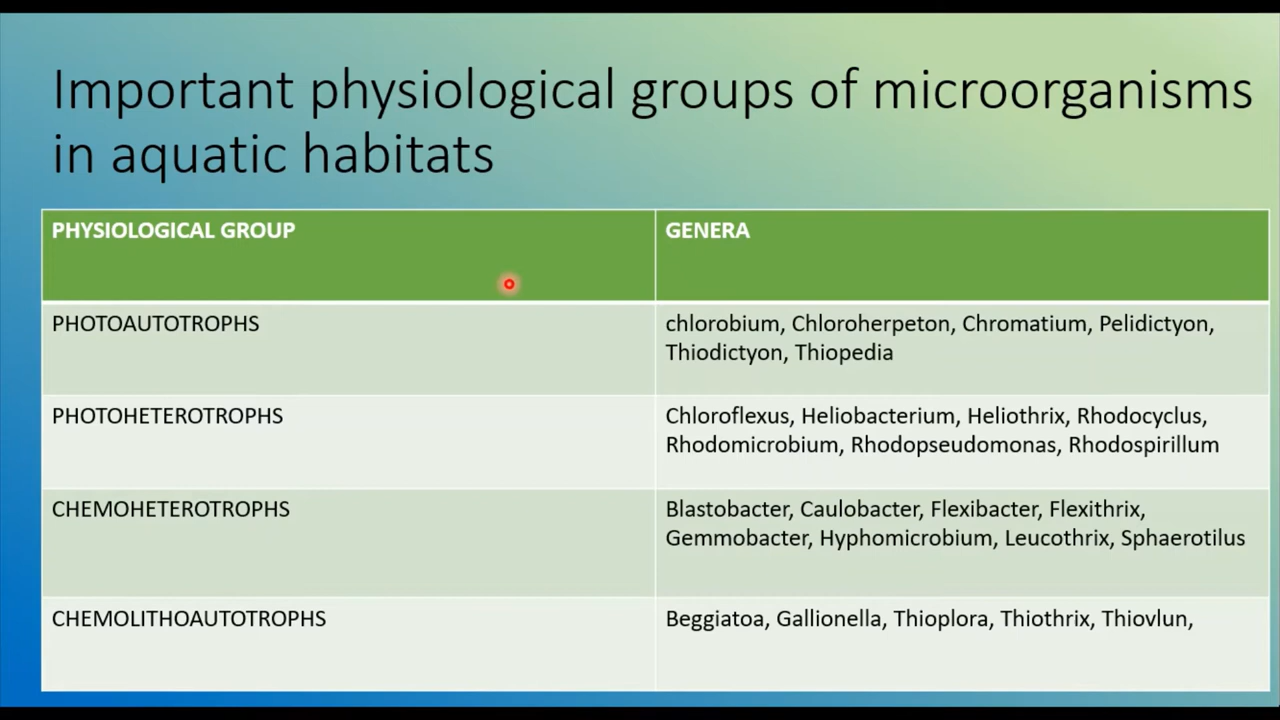 Important physiological groups of microorganisms
in aquatic habitats
PHYSIOLOGICAL GROUP
GENERA
PHOTOAUTOTROPHS
chlorobium, Chloroherpeton, Chromatium, Pelidictyon,
Thiodictyon, Thiopedia
PHOTOHETEROTROPHS
Chloroflexus, Heliobacterium, Heliothrix, Rhodocyclus,
Rhodomicrobium, Rhodopseudomonas, Rhodospirillum
CHEMOHETEROTROPHS
Blastobacter, Caulobacter, Flexibacter, Flexithrix,
Gemmobacter, Hyphomicrobium, Leucothrix, Sphaerotilus
CHEMOLITHOAUTOTROPHS
Beggiatoa, Gallionella, Thioplora, Thiothrix, Thiovlun,